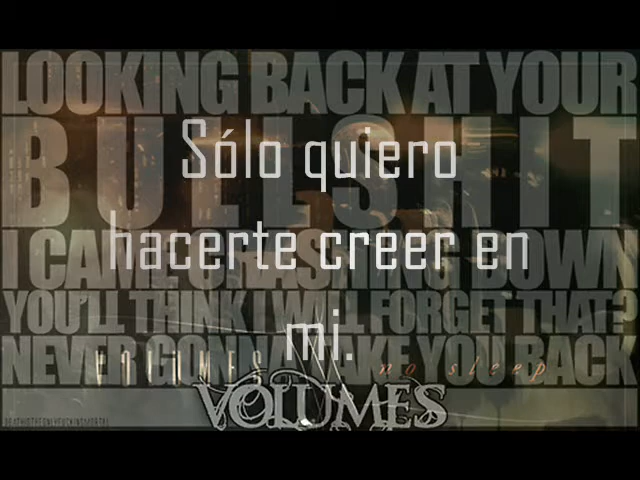 LOOKING BACK AT YOUR
BULLSHIT
Sólo quiero
I CAME CRASHING DOWN
hacerte creer en
YOU'LL THINK I WILL FORGET THAT?
mi.
NEVER GONNA TAKE YOU BACK
VOLUMES
no sleep
VOLUMES